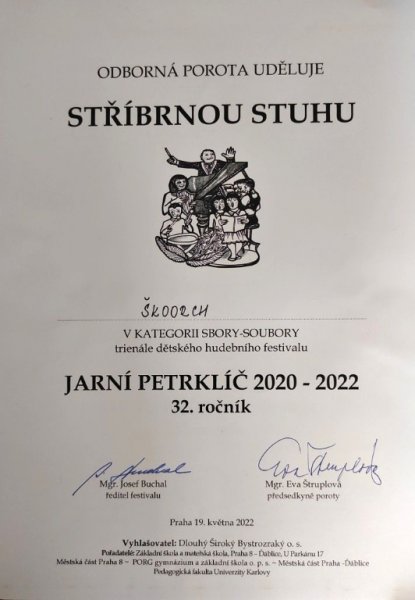 ODBORNÁ POROTA UDĚLUJE
STŘÍBRNOU STUHU
ŠKOORCH
V KATEGORII SBORY-SOUBORY
trienále dětského hudebního festivalu
JARNÍ PETRKLÍČ 2020 - 2022
32. ročník
Mgr. Josef Buchal
ředitel festivalu
Eva Štruplová
Mgr. Eva Štruplová
předsedkyně poroty
Praha 19. května 2022
Vyhlašovatel: Dlouhý Široký Bystrozraký o. s.
Pořadatelé: Základní škola a mateřská škola, Praha 8 - Ďáblice, U Parkánu 17
Městská část Praha 8 ~ PORG gymnázium a základní škola o. p. s. ~ Městská část Praha -Ďáblice
Pedagogická fakulta Univerzity Karlovy